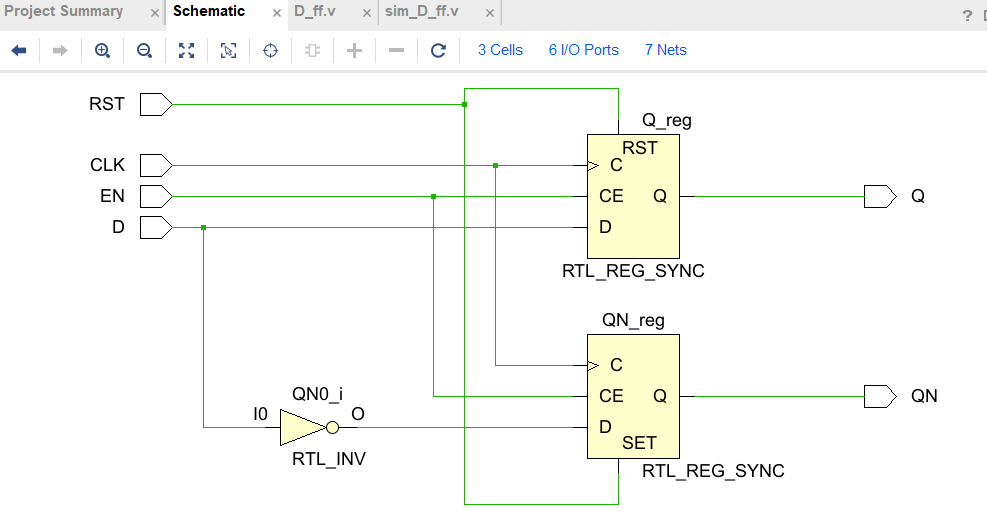 Project Summary × Schematic × D_ff.v × sim_D_ff.v × ?
3 Cells 6 I/O Ports 7 Nets
RST
CLK
EN
D
Q_reg
RST
C
CE Q
D
RTL_REG_SYNC
Q
QN_reg
C
CE Q
D
SET
RTL_REG_SYNC
QN
QN0_i
I0 O
RTL_INV